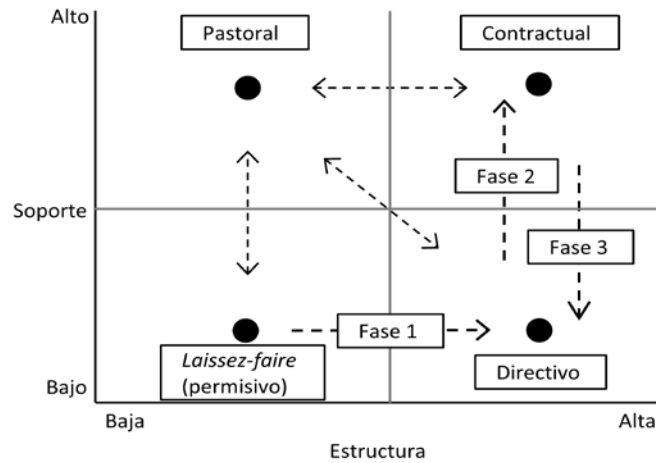 Alto
Pastoral
Contractual
Fase 2
Soporte
Fase 3
Fase 1
Laissez-faire
(permisivo)
Directivo
Bajo
Baja
Alta
Estructura